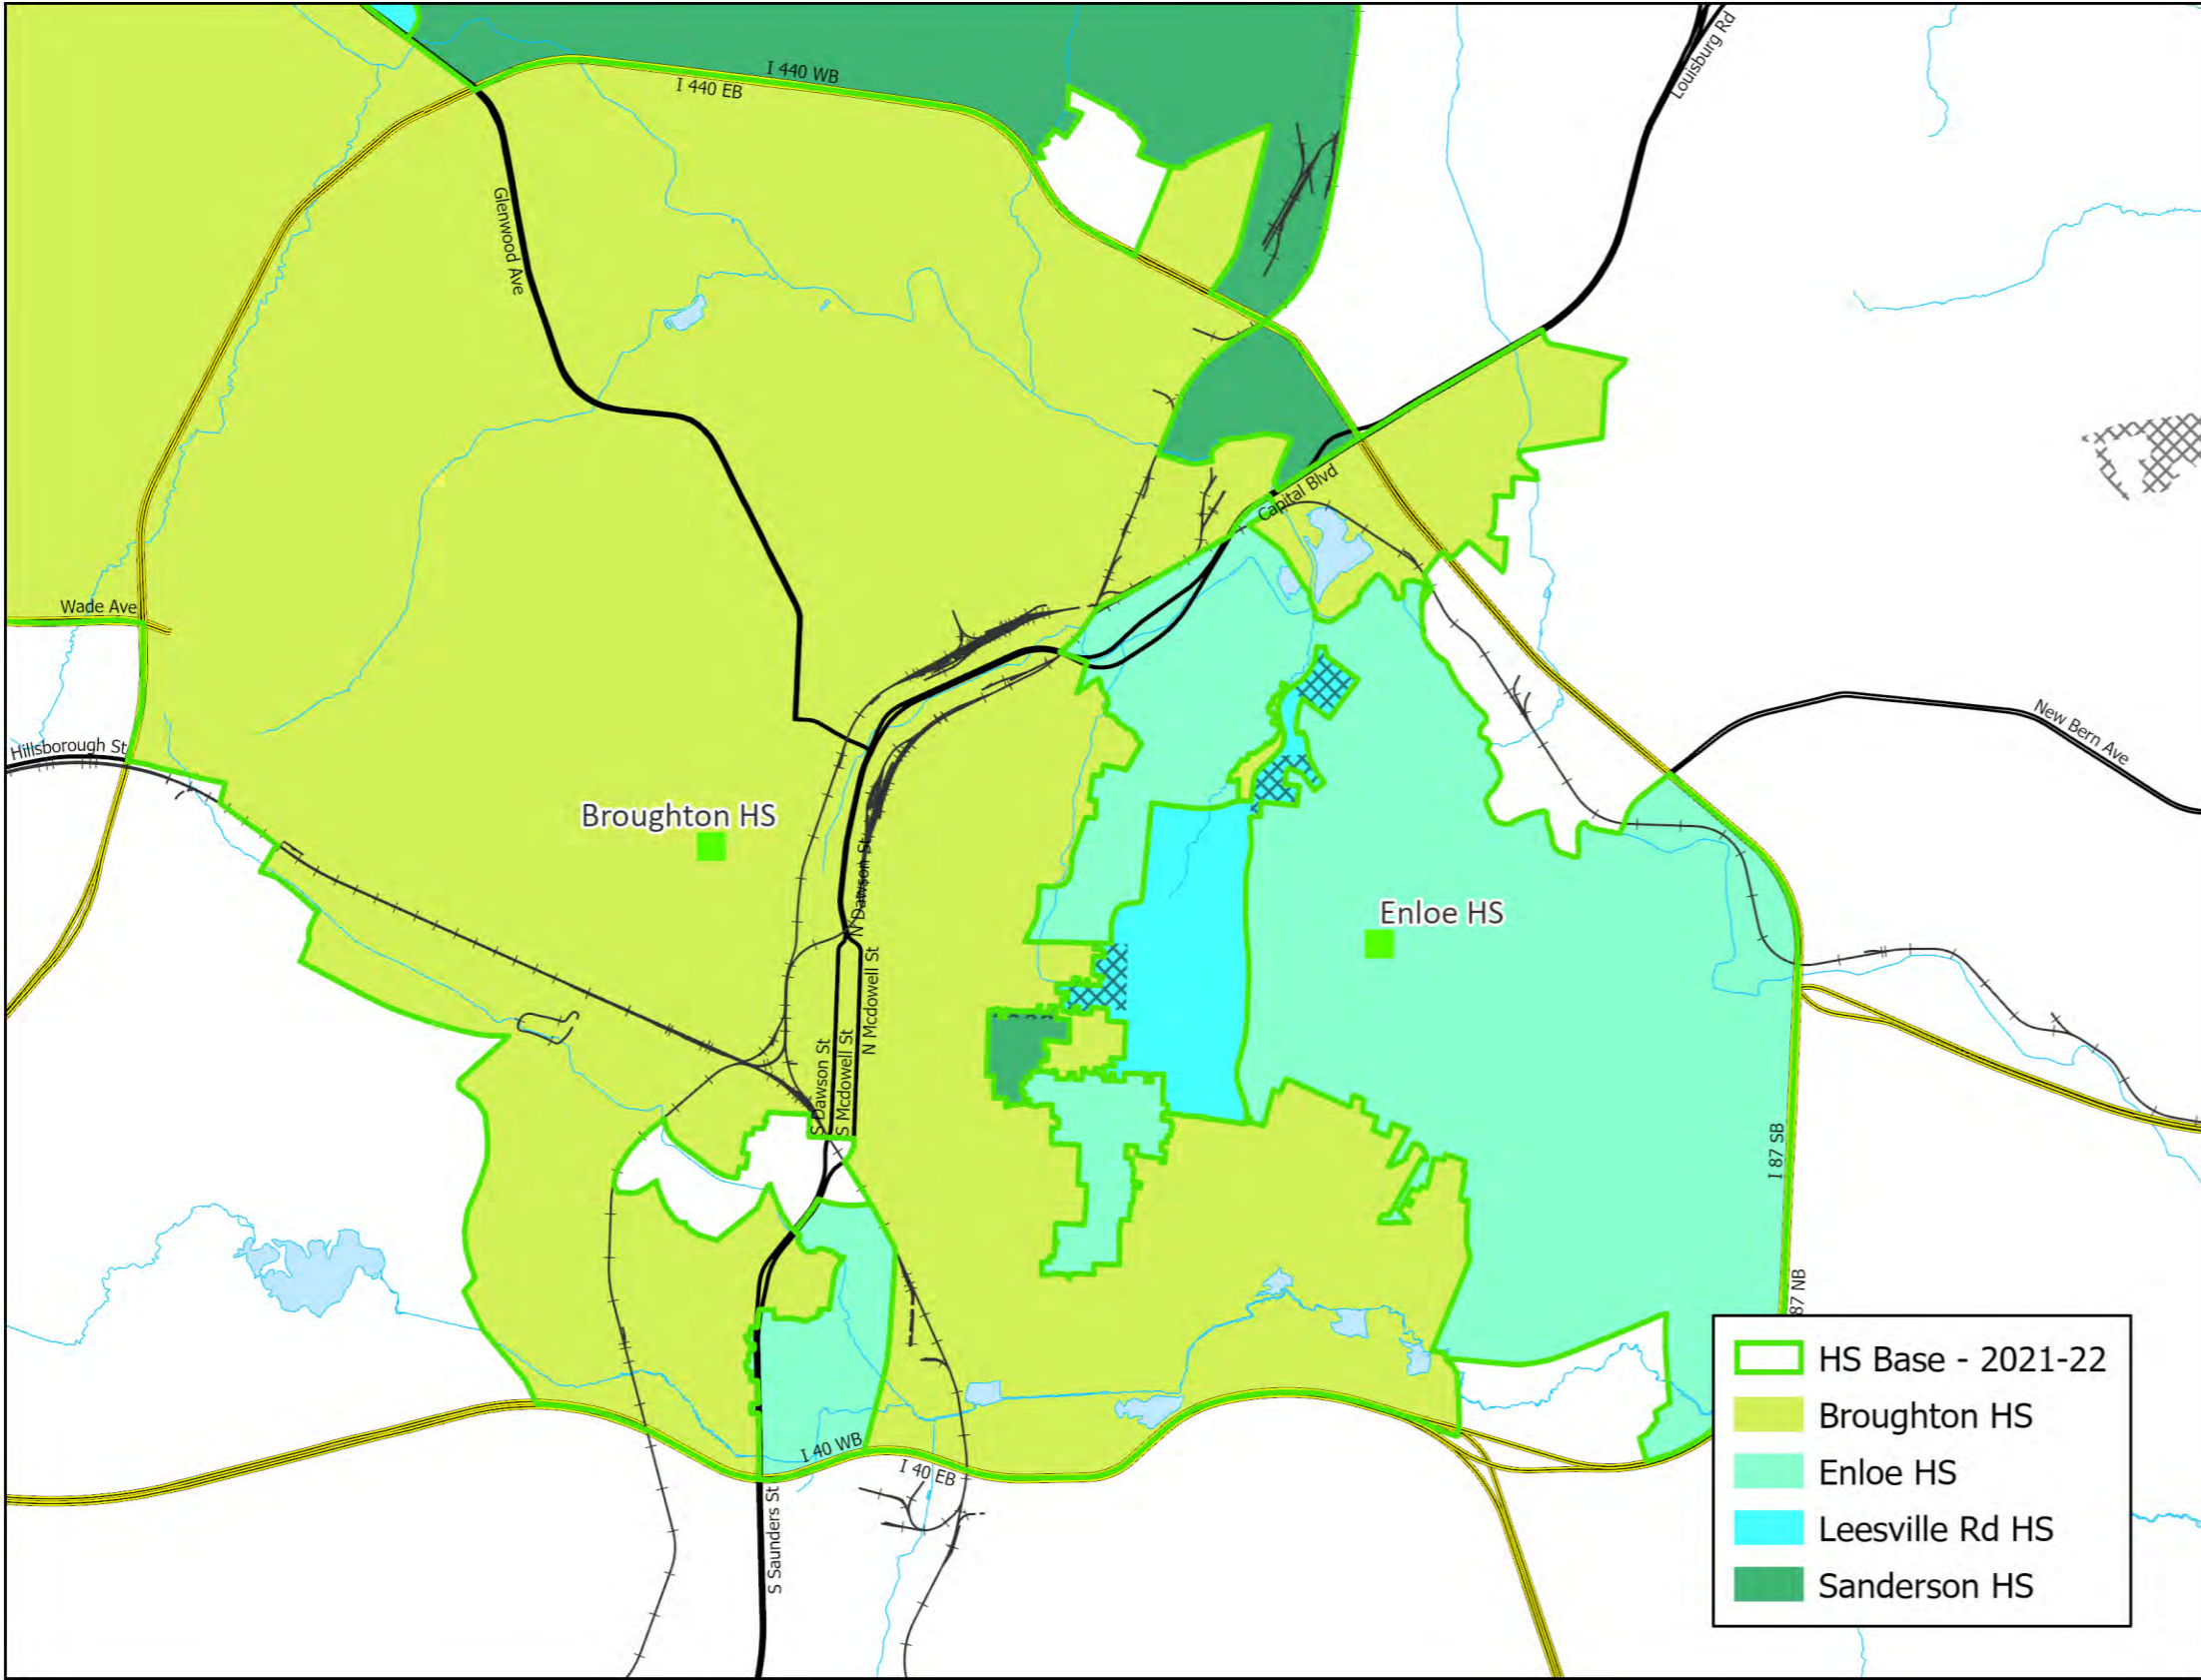 Louisburg Rd
I 440 WB
I 440 EB
Glenwood Ave
Capital Blvd
Wade Ave
New Bern Ave
Hillsborough St
Broughton HS
N Dawson St
Enloe HS
N Mcdowell St
S Dawson St
S Mcdowell St
I 87 SB
87 NB
I 40 WB
I 40 EB
S Saunders St
HS Base - 2021-22
Broughton HS
Enloe HS
Leesville Rd HS
Sanderson HS